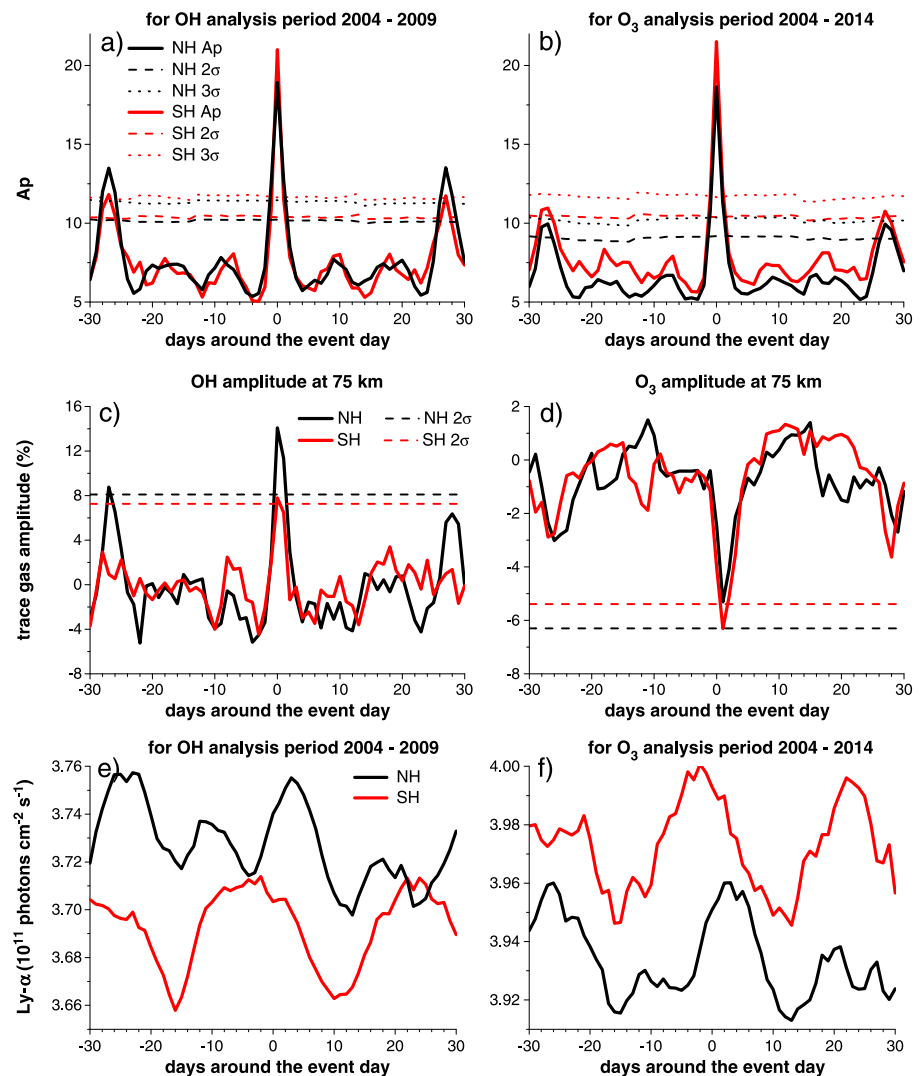 for OH analysis period 2004 - 2009
for O₃ analysis period 2004 - 2014
a)
NH Ap
NH 2σ
NH 3σ
SH Ap
SH 2σ
SH 3σ
b)
Ap
20
15
10
5
20
15
10
5
-30 -20 -10 0 10 20 30
-30 -20 -10 0 10 20 30
days around the event day
days around the event day
OH amplitude at 75 km
O₃ amplitude at 75 km
c)
NH
SH
NH 2σ
SH 2σ
d)
trace gas amplitude (%)
16
12
8
4
0
-4
-8
2
0
-2
-4
-6
-8
-30 -20 -10 0 10 20 30
-30 -20 -10 0 10 20 30
days around the event day
days around the event day
for OH analysis period 2004 - 2009
for O₃ analysis period 2004 - 2014
e)
NH
SH
f)
Ly-α (10¹¹ photons cm⁻² s⁻¹)
3.76
3.74
3.72
3.70
3.68
3.66
4.00
3.98
3.96
3.94
3.92
-30 -20 -10 0 10 20 30
-30 -20 -10 0 10 20 30
days around the event day
days around the event day